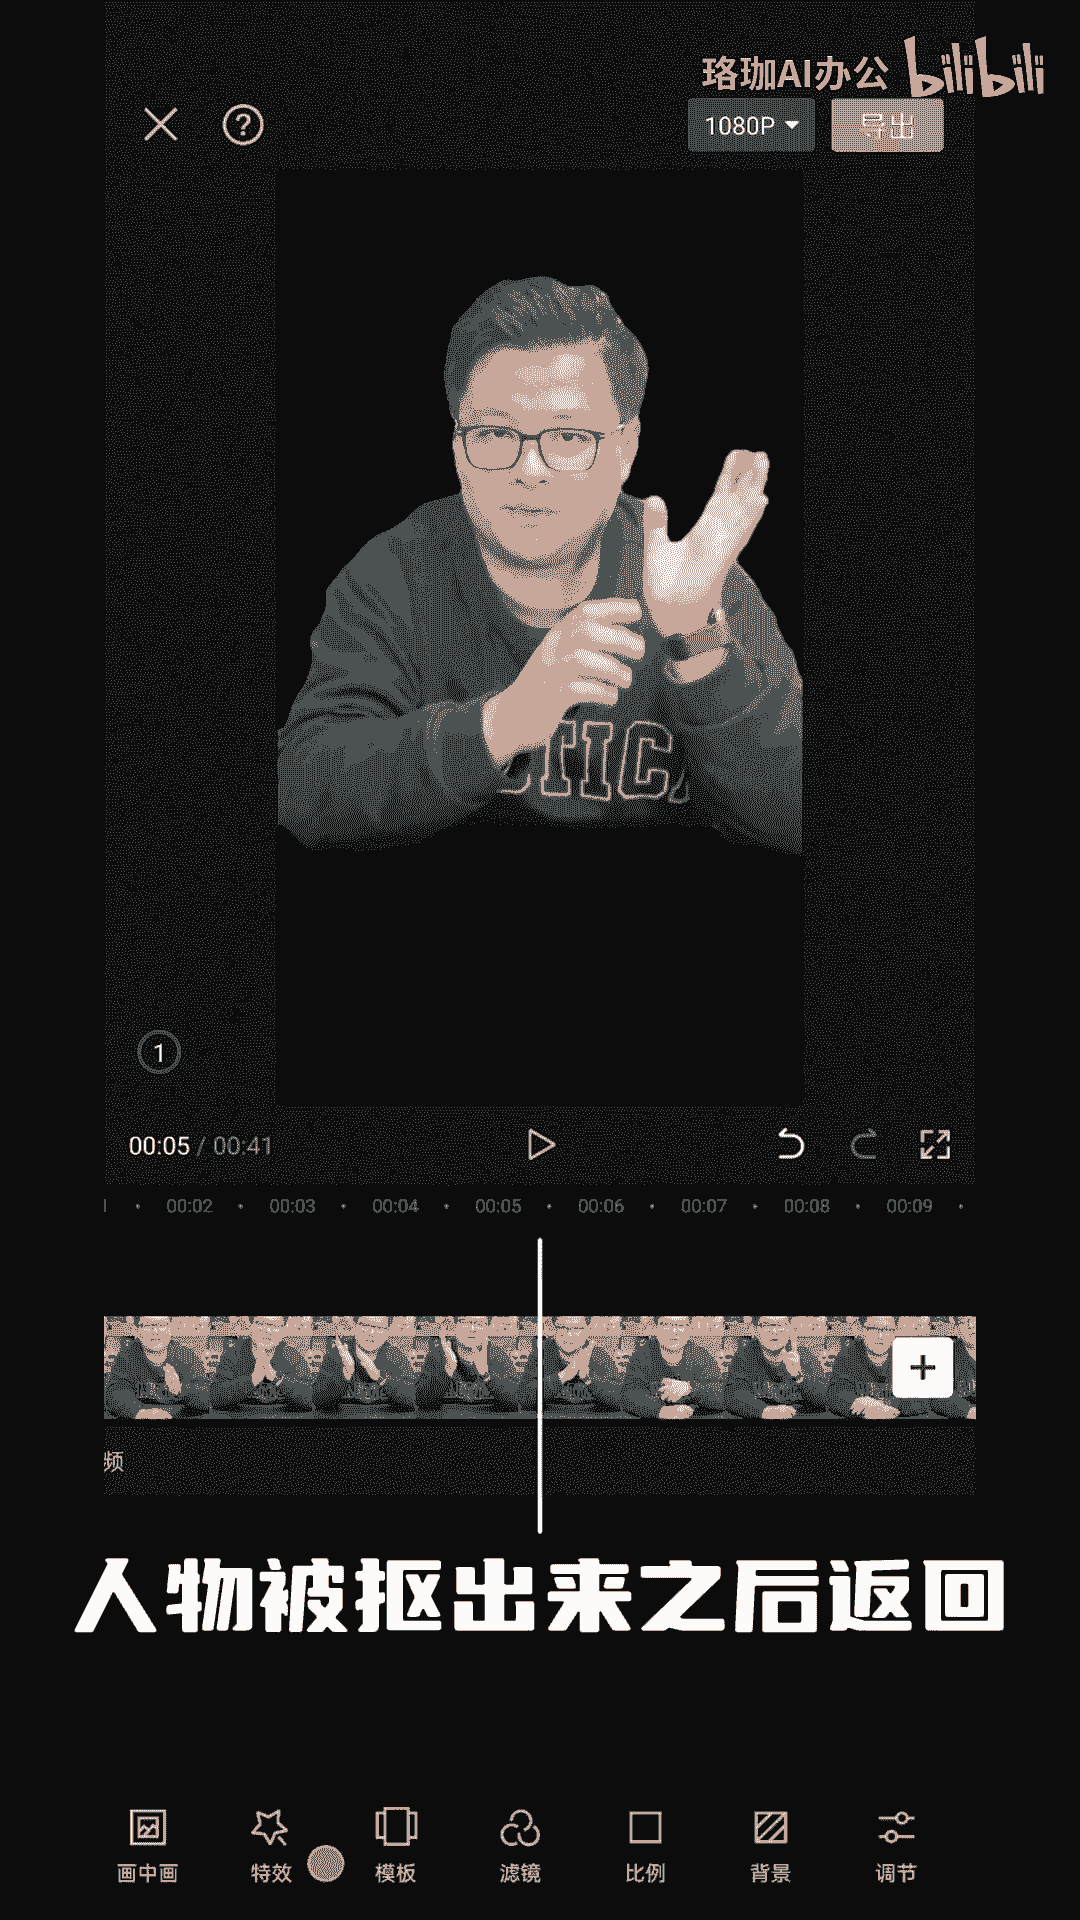 珞珈AI办公 bilibili
1080P 导出
STIC
1
00:05 / 00:41
00:02 00:03 00:04 00:05 00:06 00:07 00:08 00:09
频
人物被抠出来之后返回
画中画 特效 模板 滤镜 比例 背景 调节